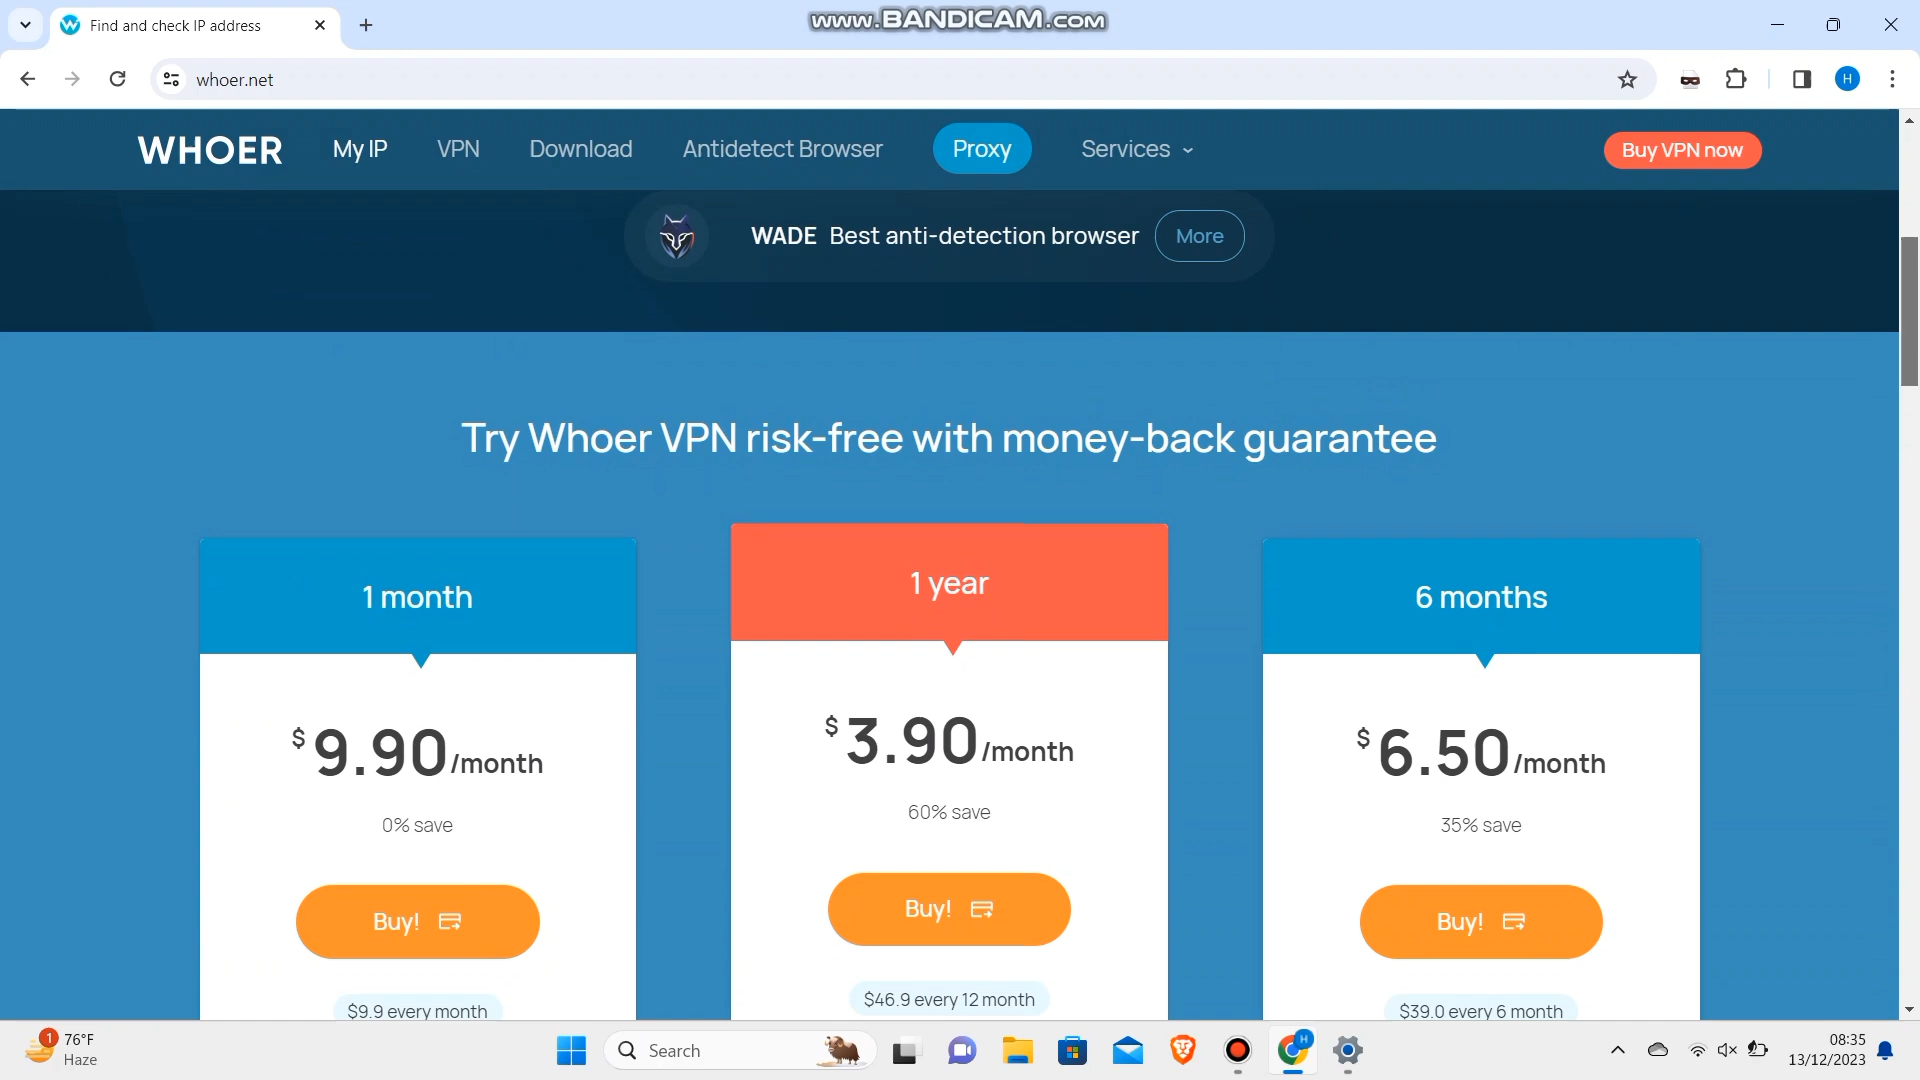 Find and check IP address
www.BANDICAM.com
whoer.net
H
WHOER My IP VPN Download Antidetect Browser Proxy Services Buy VPN now
WADE Best anti-detection browser More
Try Whoer VPN risk-free with money-back guarantee
1 month 1 year 6 months
$ 9.90/month $ 3.90/month $ 6.50/month
0% save 60% save 35% save
Buy! Buy! Buy!
$9.9 every month $46.9 every 12 month $39.0 every 6 month
1 76°F
Haze
Search
H
08:35
13/12/2023